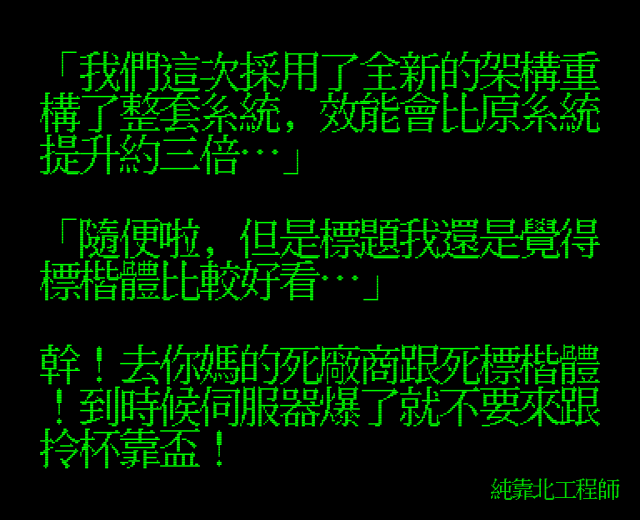 「我們這次採用了全新的架構重
構了整套系統，效能會比原系統
提升約三倍…」
「隨便啦，但是標題我還是覺得
標楷體比較好看…」
幹！去你媽的死廠商跟死標楷體
！到時候伺服器爆了就不要來跟
拎杯靠盃！
純靠北工程師